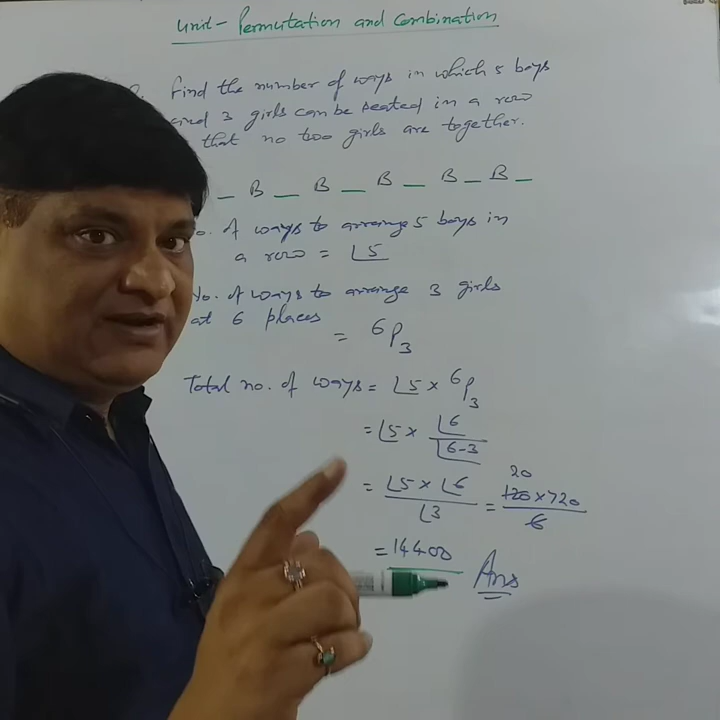 Unit- Permutation and Combination
Find the number of ways in which 5 boys
and 3 girls can be seated in a row
that no two girls are together.
_ B _ B _ B _ B _ B _
No. of ways to arrange 5 boys in
a row = ⌊5
No. of ways to arrange 3 girls
at 6 places
= ⁶P₃
Total no. of ways = ⌊5 × ⁶P₃
= ⌊5 × ⌊6 / ⌊6-3
= ⌊5 × ⌊6 / ⌊3 = 20 120 × 720 / 6
= 14400 Ans